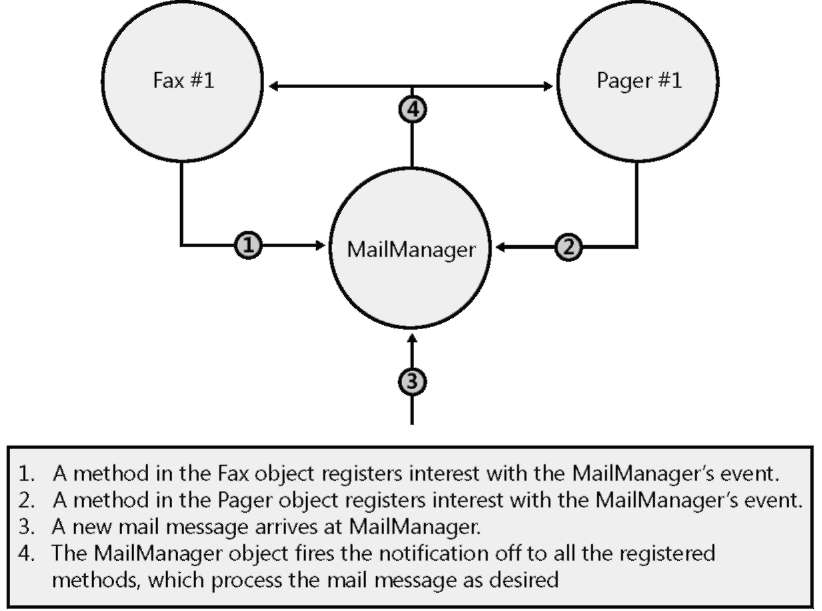 Fax #1
Pager #1
4
1
MailManager
2
3
1. A method in the Fax object registers interest with the MailManager's event.
2. A method in the Pager object registers interest with the MailManager's event.
3. A new mail message arrives at MailManager.
4. The MailManager object fires the notification off to all the registered
methods, which process the mail message as desired